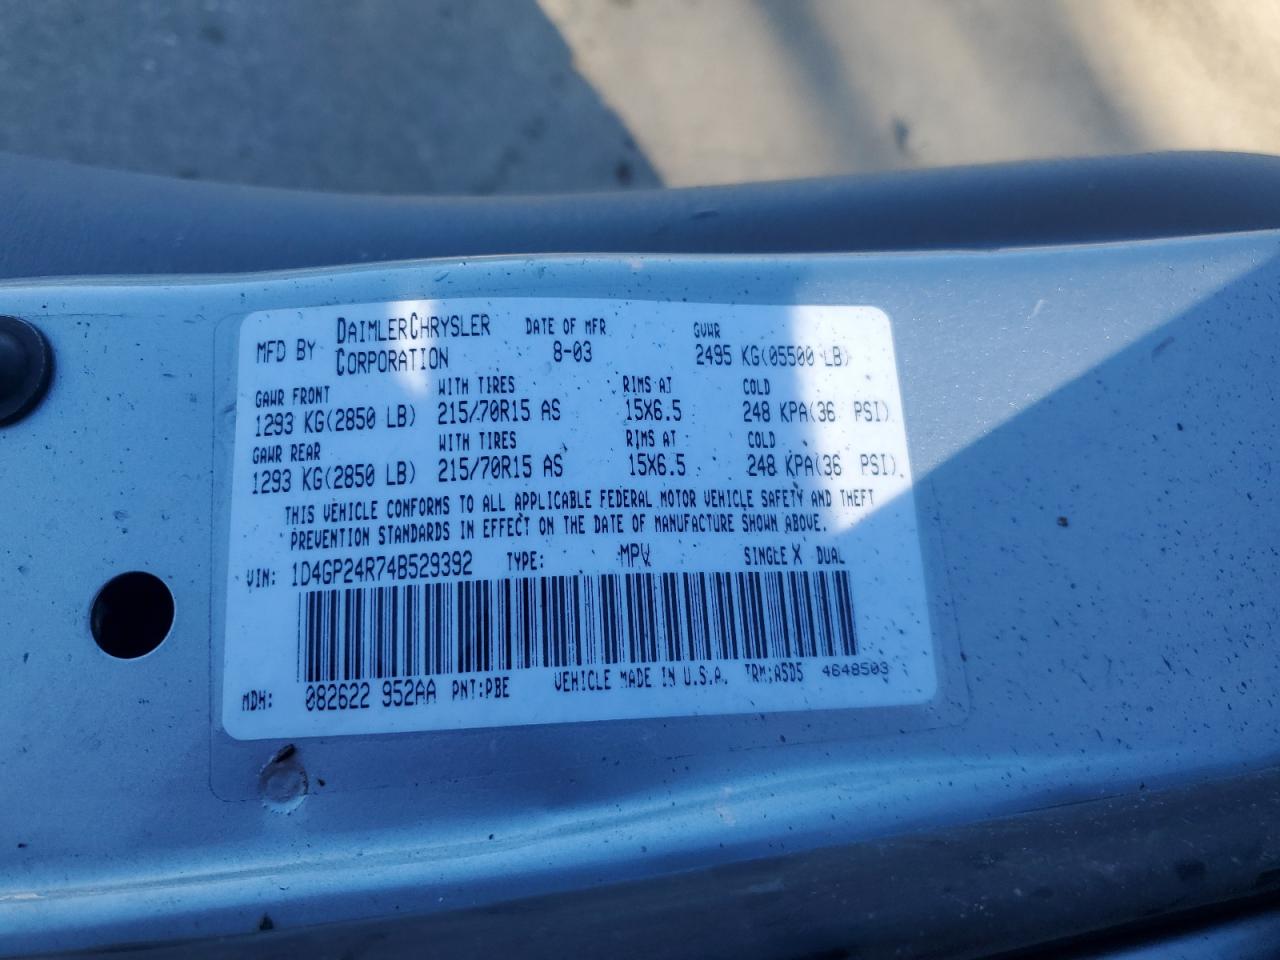 MFD BY DAIMLERCHRYSLER CORPORATION DATE OF MFR 8-03 GVWR 2495 KG(05500 LB)
GAWR FRONT WITH TIRES RIMS AT COLD
1293 KG(2850 LB) 215/70R15 AS 15X6.5 248 KPA(36 PSI)
GAWR REAR WITH TIRES RIMS AT COLD
1293 KG(2850 LB) 215/70R15 AS 15X6.5 248 KPA(36 PSI)
THIS VEHICLE CONFORMS TO ALL APPLICABLE FEDERAL MOTOR VEHICLE SAFETY AND THEFT
PREVENTION STANDARDS IN EFFECT ON THE DATE OF MANUFACTURE SHOWN ABOVE.
VIN: 1D4GP24R74B529392 TYPE: MPV SINGLE X DUAL
MDH: 082622 952AA PNT:PBE VEHICLE MADE IN U.S.A. TRM:A5D5 4648503